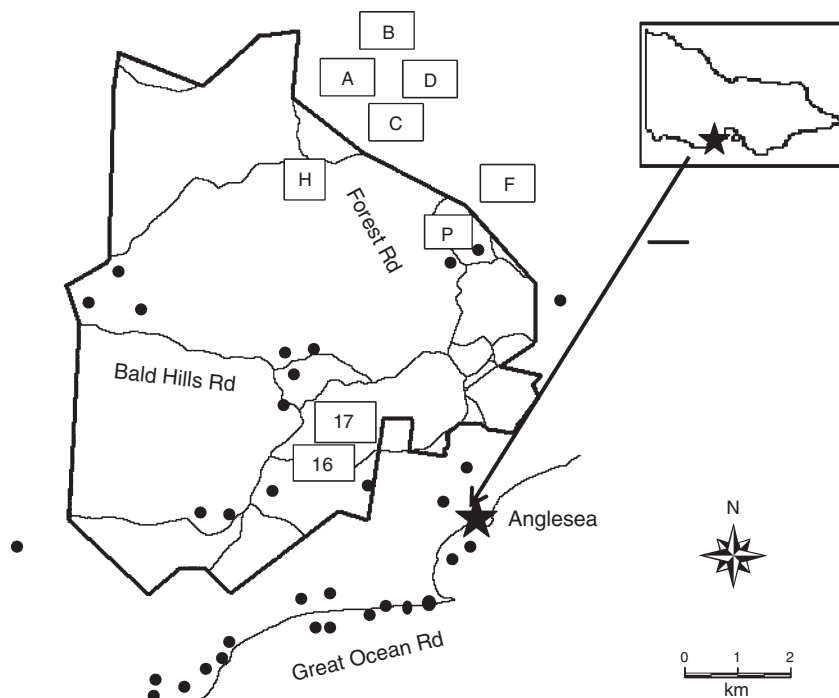 B
A
D
C
H
F
Forest Rd
P
Bald Hills Rd
17
16
Anglesea
N
Great Ocean Rd
0 1 2
km